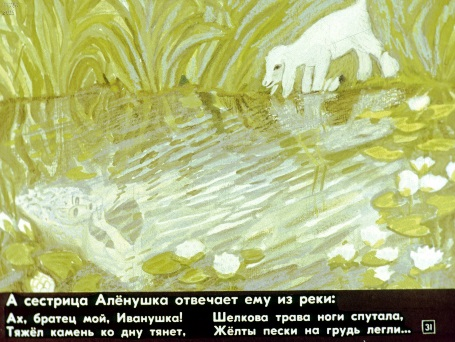 А сестрица Алёнушка отвечает ему из реки:
Ах, братец мой, Иванушка!
Тяжёл камень ко дну тянет,
Шелкова трава ноги спутала,
Жёлты пески на грудь легли...
31